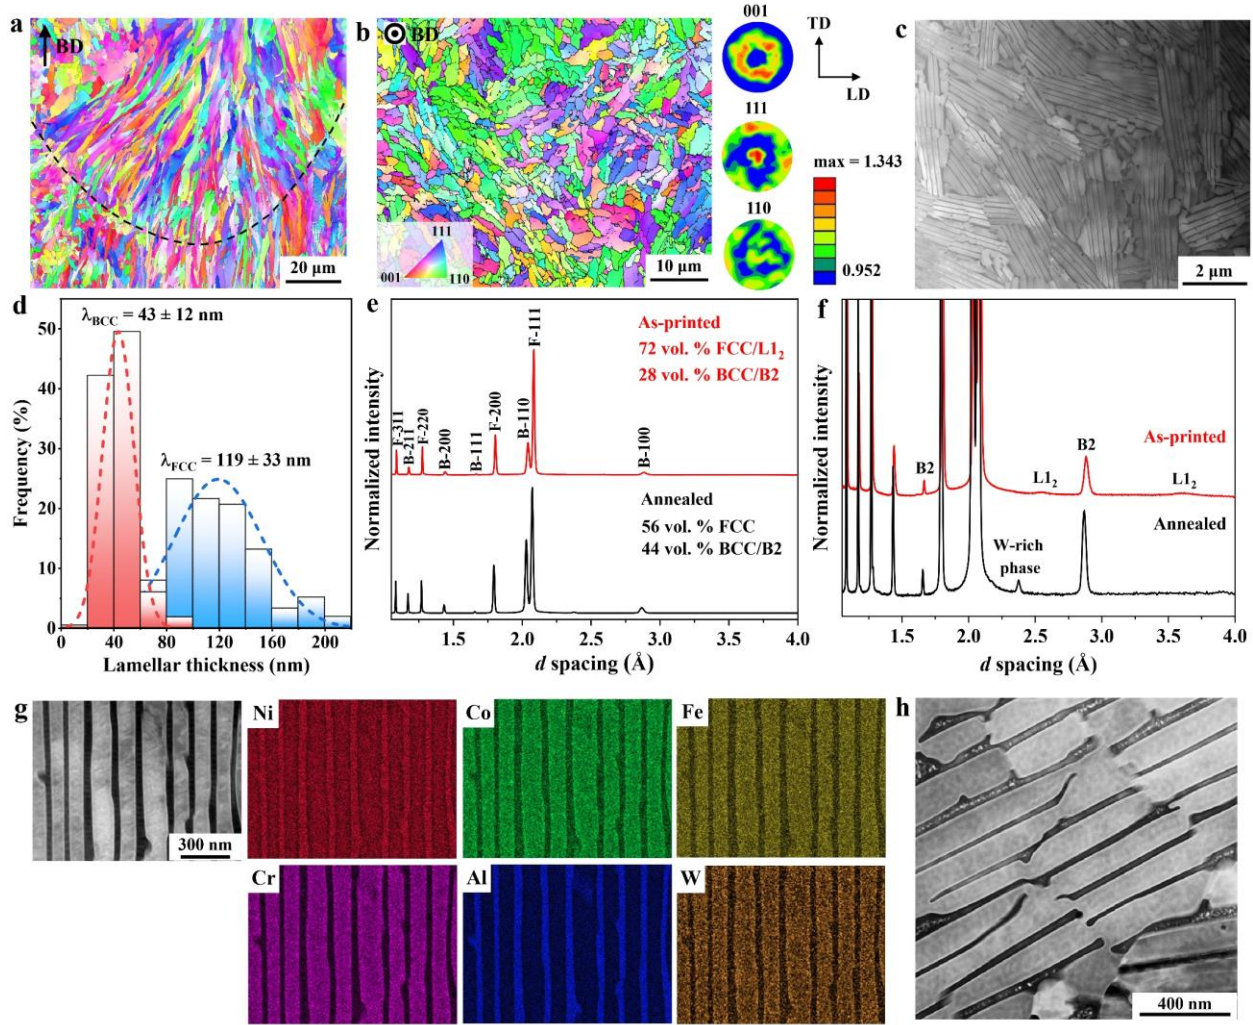 a
BD
20 µm
b
BD
111
001
110
10 µm
001
111
110
TD
LD
max = 1.343
0.952
c
2 µm
d
λBCC = 43 ± 12 nm
λFCC = 119 ± 33 nm
Frequency (%)
50
40
30
20
10
0
0 40 80 120 160 200
Lamellar thickness (nm)
e
As-printed
72 vol. % FCC/L1₂
28 vol. % BCC/B2
F-311
B-211
F-220
B-200
B-111
F-200
B-110
F-111
B-100
Annealed
56 vol. % FCC
44 vol. % BCC/B2
Normalized intensity
1.5 2.0 2.5 3.0 3.5 4.0
d spacing (Å)
f
As-printed
B2
L1₂
B2
L1₂
Annealed
W-rich
phase
Normalized intensity
1.5 2.0 2.5 3.0 3.5 4.0
d spacing (Å)
g
300 nm
Ni
Co
Fe
Cr
Al
W
h
400 nm